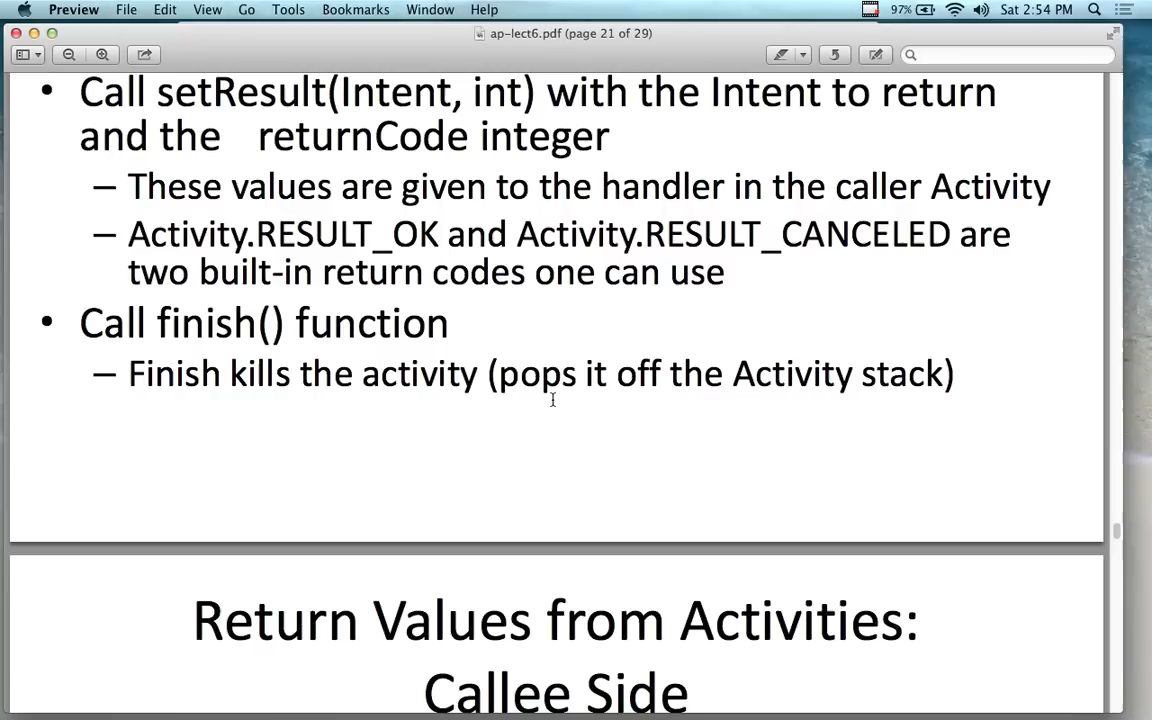 Preview File Edit View Go Tools Bookmarks Window Help 97% Sat 2:54 PM
ap-lect6.pdf (page 21 of 29)
• Call setResult(Intent, int) with the Intent to return
and the returnCode integer
– These values are given to the handler in the caller Activity
– Activity.RESULT_OK and Activity.RESULT_CANCELED are
two built-in return codes one can use
• Call finish() function
– Finish kills the activity (pops it off the Activity stack)
Return Values from Activities:
Callee Side